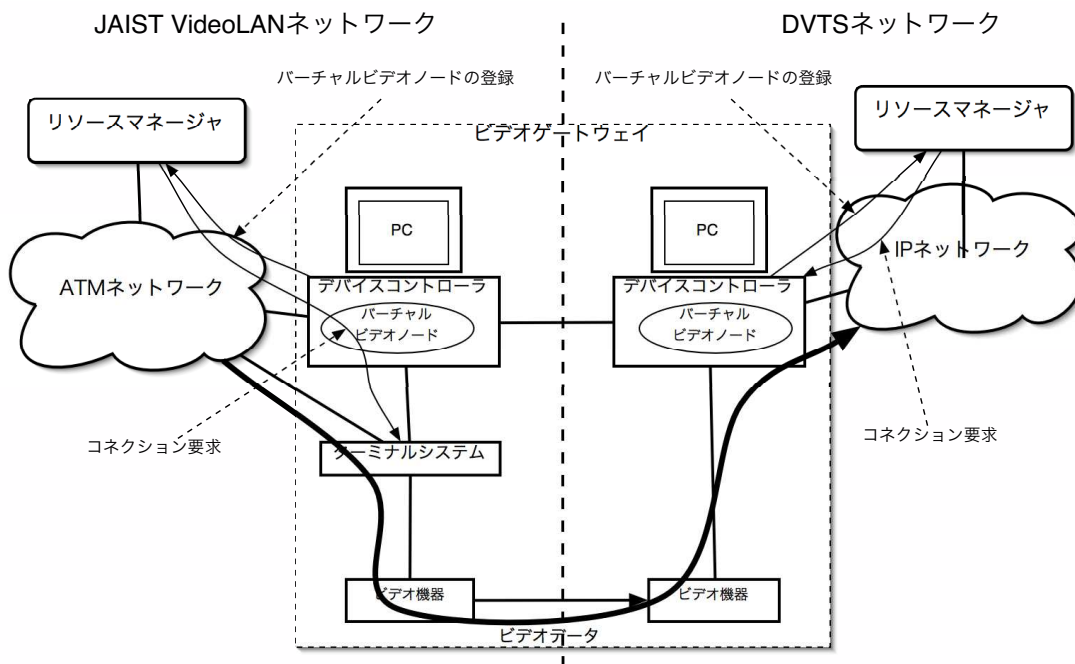 JAIST VideoLANネットワーク
DVTSネットワーク
バーチャルビデオノードの登録
バーチャルビデオノードの登録
リソースマネージャ
リソースマネージャ
ビデオゲートウェイ
PC
PC
ATMネットワーク
IPネットワーク
デバイスコントローラ
デバイスコントローラ
バーチャル
ビデオノード
バーチャル
ビデオノード
コネクション要求
コネクション要求
ターミナルシステム
ビデオ機器
ビデオ機器
ビデオデータ